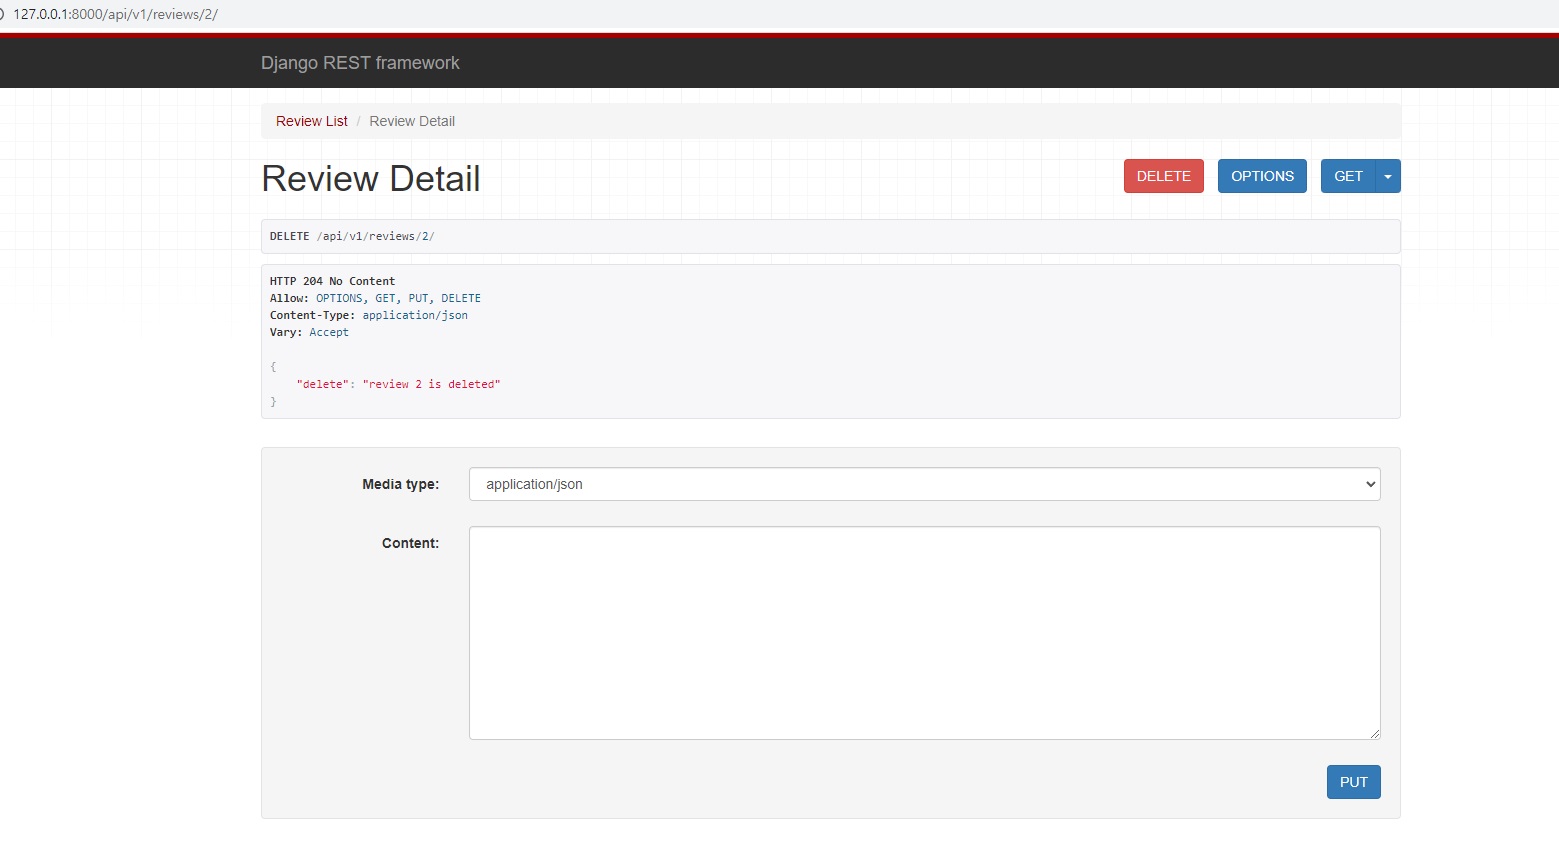 127.0.0.1:8000/api/v1/reviews/2/
Django REST framework
Review List / Review Detail
Review Detail
DELETE
OPTIONS
GET
DELETE /api/v1/reviews/2/
HTTP 204 No Content
Allow: OPTIONS, GET, PUT, DELETE
Content-Type: application/json
Vary: Accept
{
    "delete": "review 2 is deleted"
}
Media type:
application/json
Content:
PUT